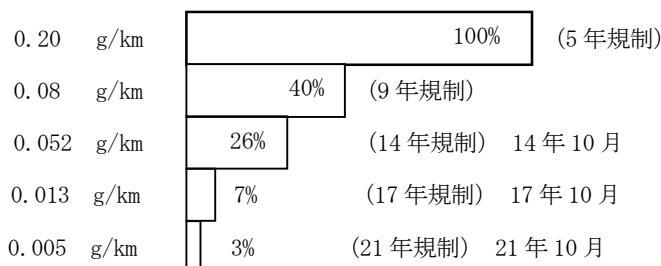 0.20 g/km 100% (5年規制)
0.08 g/km 40% (9年規制)
0.052 g/km 26% (14年規制) 14年10月
0.013 g/km 7% (17年規制) 17年10月
0.005 g/km 3% (21年規制) 21年10月